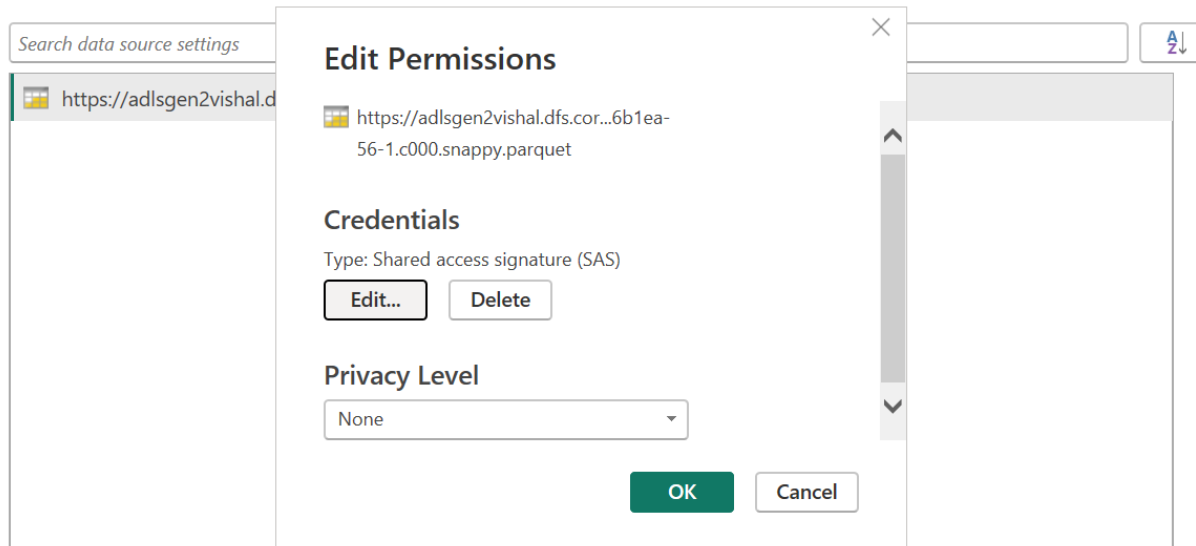 Search data source settings
A
Z
https://adlsgen2vishal.d
Edit Permissions
https://adlsgen2vishal.dfs.cor...6b1ea-
56-1.c000.snappy.parquet
Credentials
Type: Shared access signature (SAS)
Edit...
Delete
Privacy Level
None
OK
Cancel